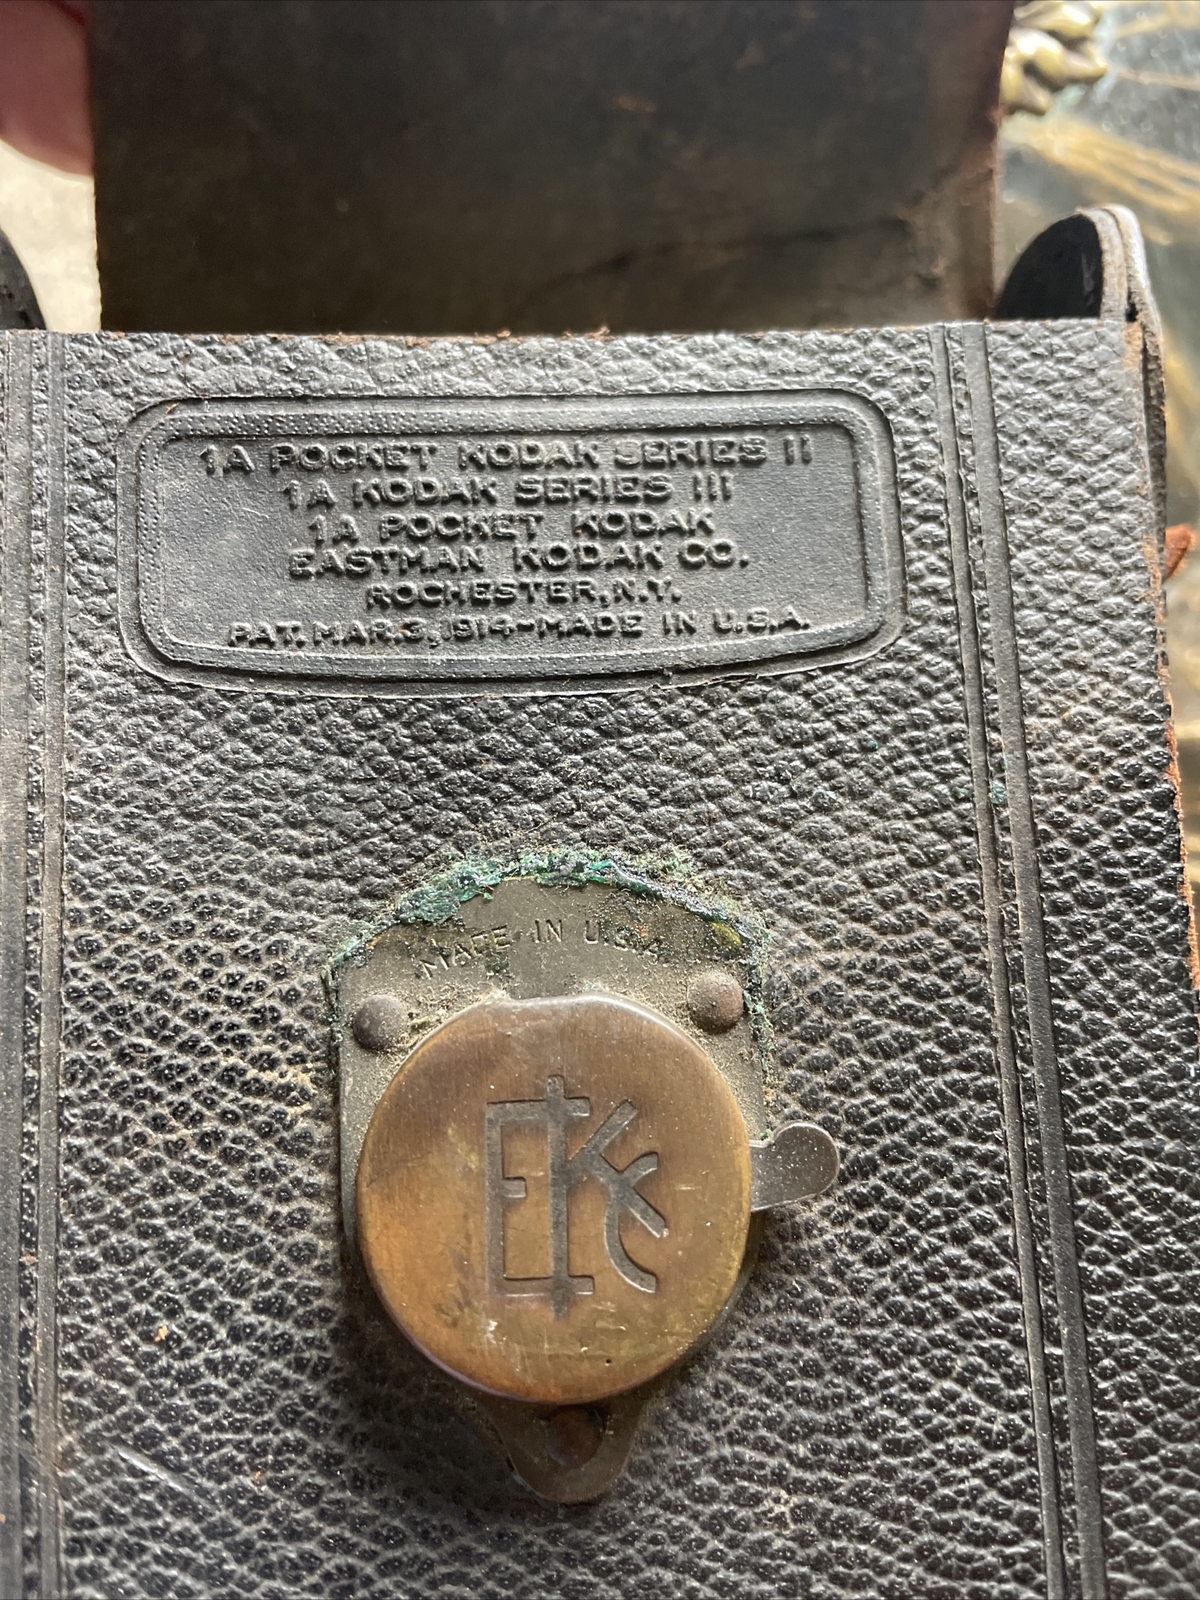 1A POCKET KODAK SERIES II
1A KODAK SERIES III
1A POCKET KODAK
EASTMAN KODAK CO.
ROCHESTER, N.Y.
PAT. MAR. 3, 1914~MADE IN U.S.A.
MADE IN U.S.A.
EKC